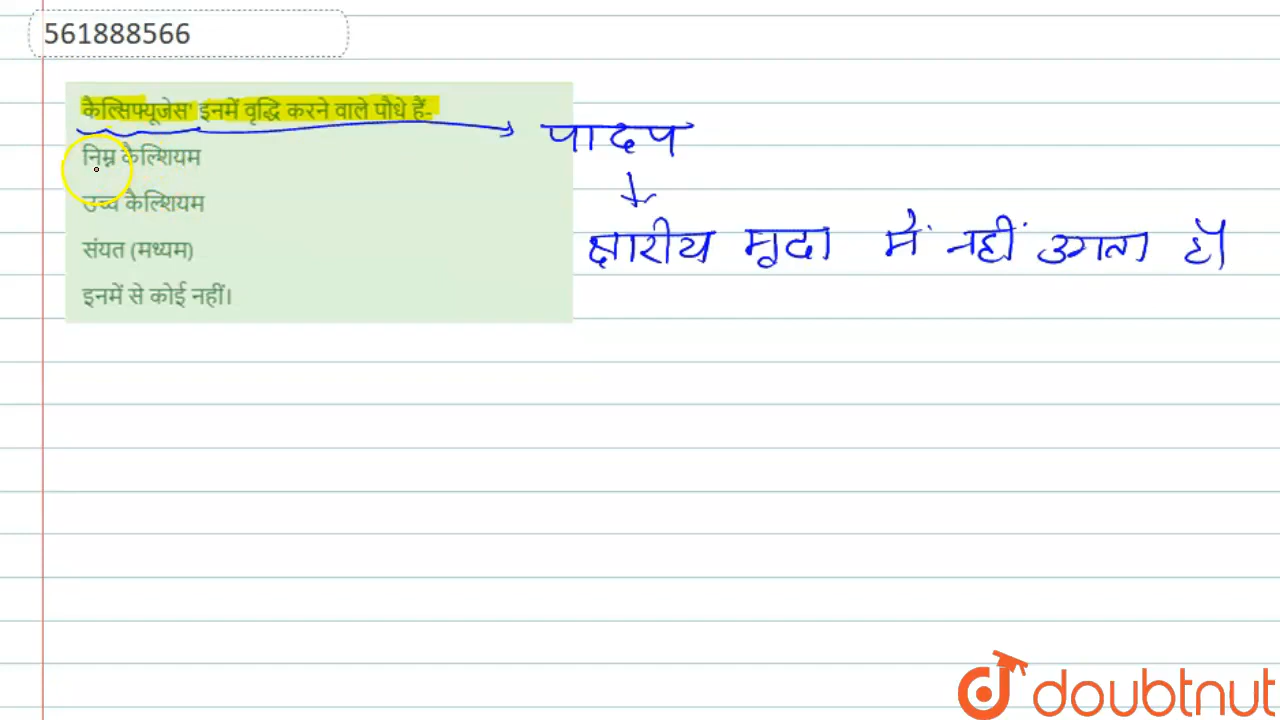 561888566
कैल्सिफ्यूजेस' इनमें वृद्धि करने वाले पौधे हैं-
निम्न कैल्शियम
उच्च कैल्शियम
संयत (मध्यम)
इनमें से कोई नहीं।
पादप
क्षारीय मृदा में नहीं उगता है
doubtnut